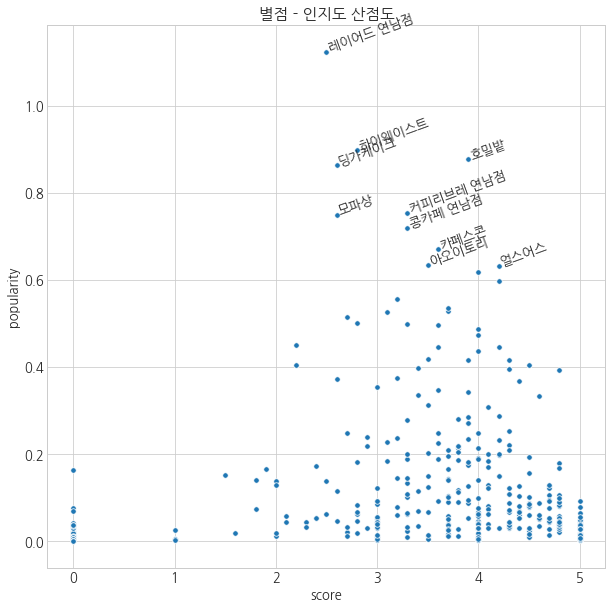 별점 - 인지도 산점도
레이어드 연남점
하이웨이스트
딩가케이크
호밀밭
모파상
커피리브레 연남점
콩카페 연남점
카페스콘
아오이토리
얼스어스
popularity
1.0
0.8
0.6
0.4
0.2
0.0
0
1
2
3
4
5
score